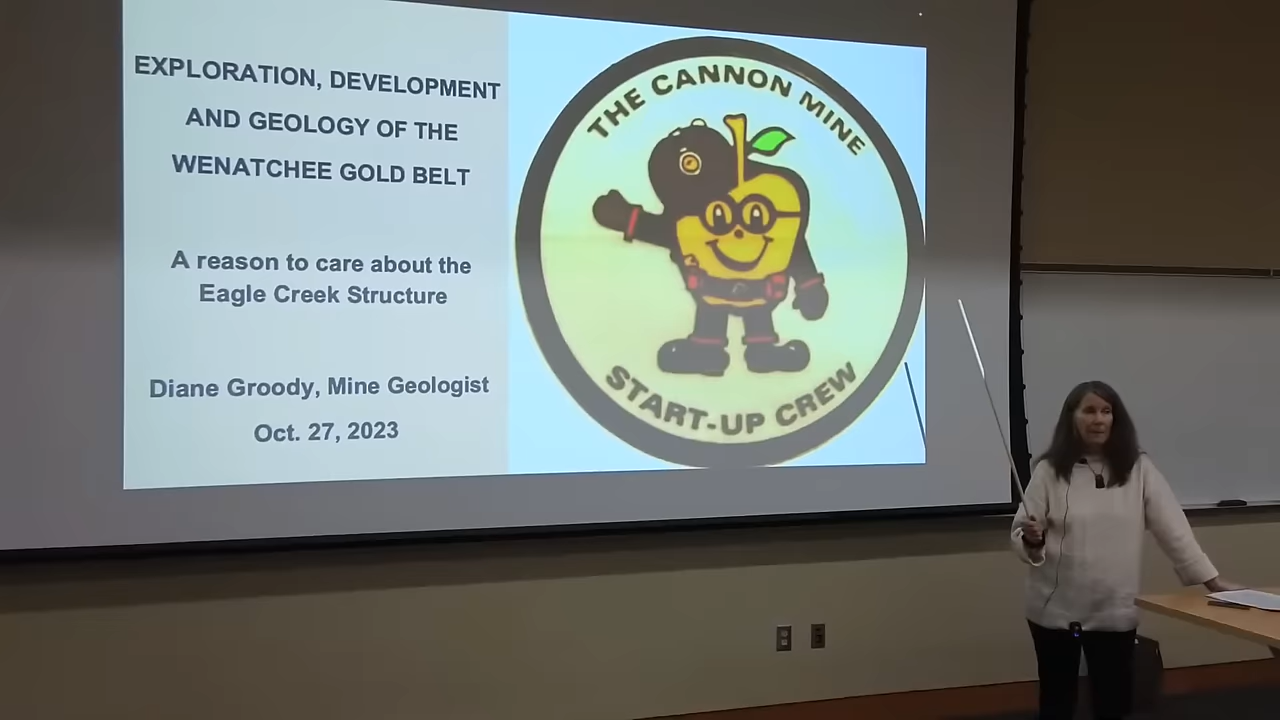 EXPLORATION, DEVELOPMENT
AND GEOLOGY OF THE
WENATCHEE GOLD BELT
A reason to care about the
Eagle Creek Structure
Diane Groody, Mine Geologist
Oct. 27, 2023
THE CANNON MINE
START-UP CREW